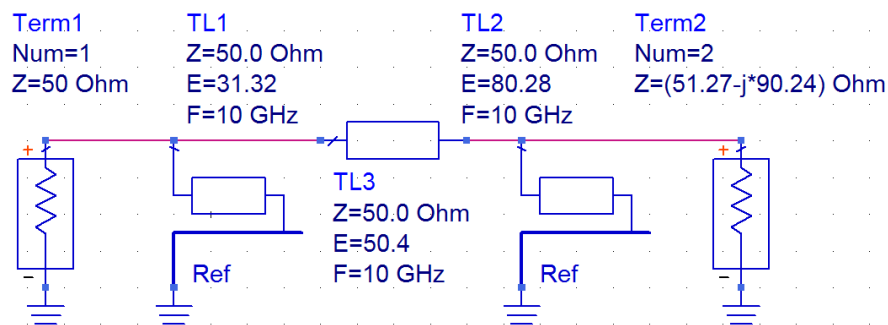 Term1
Num=1
Z=50 Ohm
TL1
Z=50.0 Ohm
E=31.32
F=10 GHz
TL2
Z=50.0 Ohm
E=80.28
F=10 GHz
Term2
Num=2
Z=(51.27-j*90.24) Ohm
+
-
TL3
Z=50.0 Ohm
E=50.4
F=10 GHz
Ref
Ref
+
-